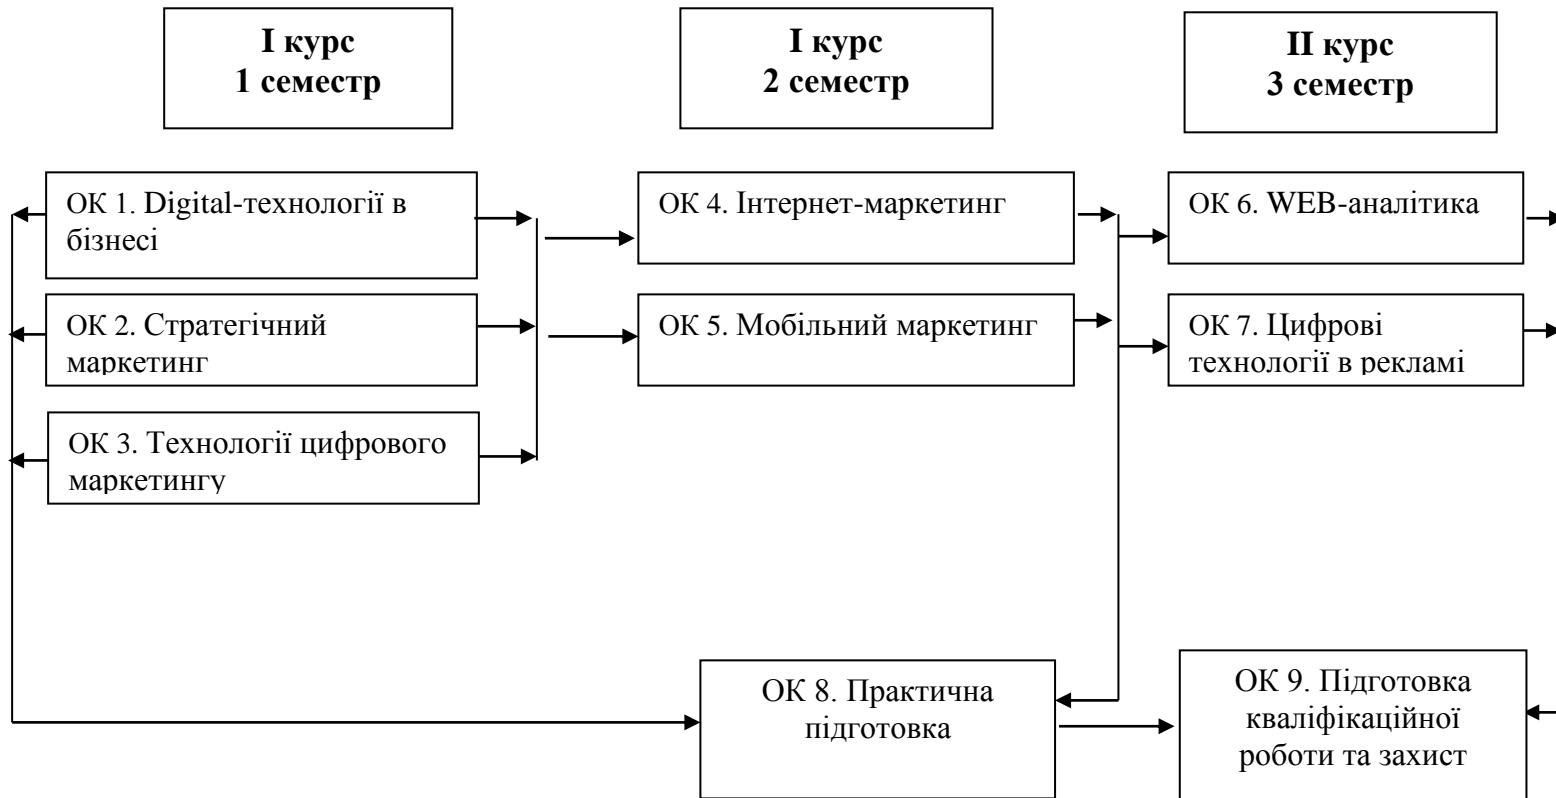 І курс
1 семестр
І курс
2 семестр
ІІ курс
3 семестр
ОК 1. Digital-технології в
бізнесі
ОК 4. Інтернет-маркетинг
ОК 6. WEB-аналітика
ОК 2. Стратегічний
маркетинг
ОК 5. Мобільний маркетинг
ОК 7. Цифрові
технології в рекламі
ОК 3. Технології цифрового
маркетингу
ОК 8. Практична
підготовка
ОК 9. Підготовка
кваліфікаційної
роботи та захист